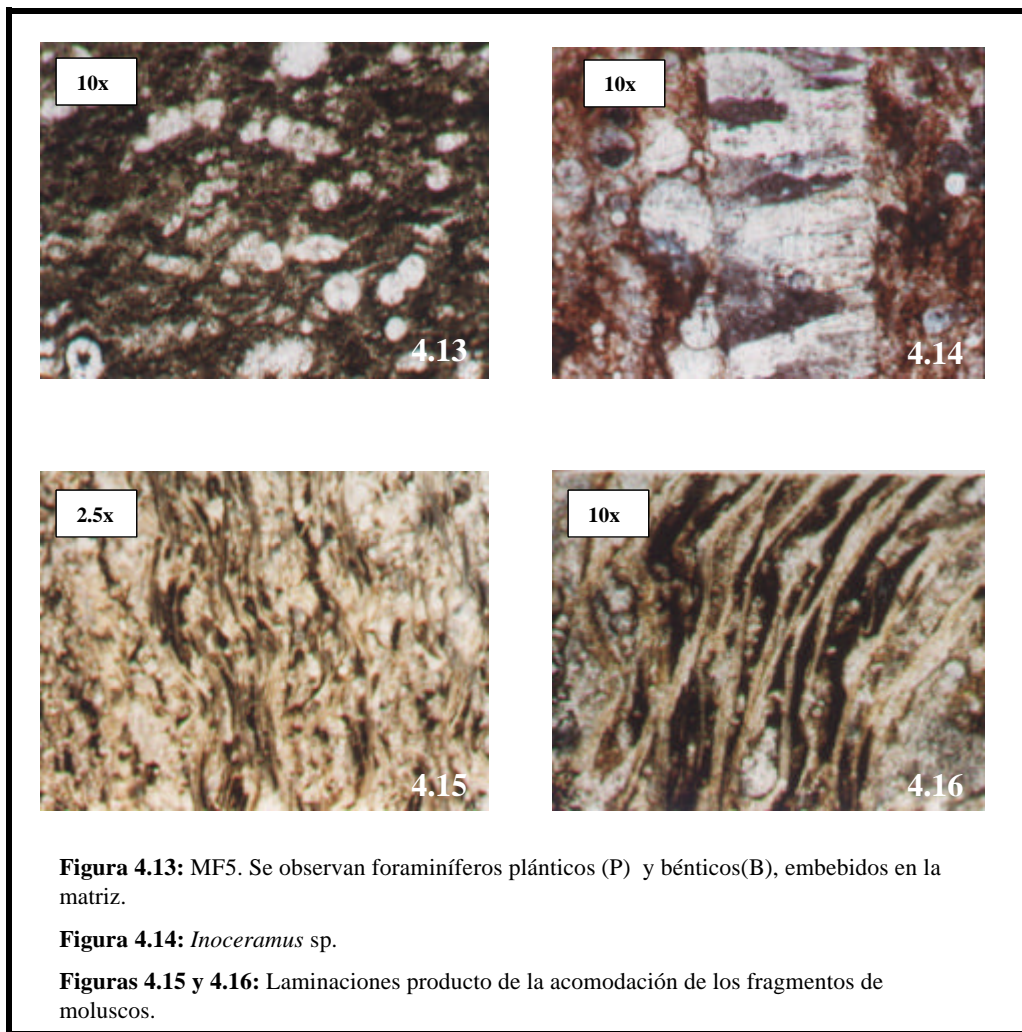 10x
10x
4.13
4.14
2.5x
10x
4.15
4.16
Figura 4.13: MF5. Se observan foraminíferos plánticos (P) y bénticos(B), embebidos en la
matriz.
Figura 4.14: Inoceramus sp.
Figuras 4.15 y 4.16: Laminaciones producto de la acomodación de los fragmentos de
moluscos.